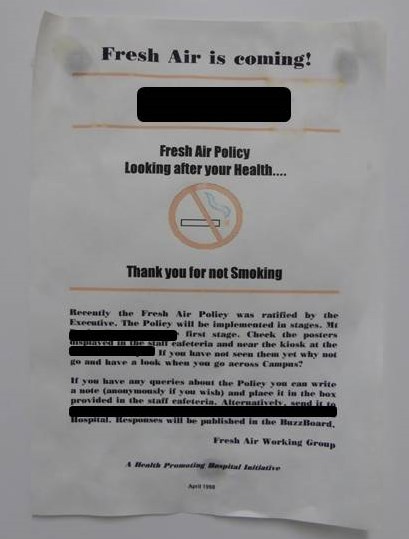 Fresh Air is coming!
Fresh Air Policy
Looking after your Health....
Thank you for not Smoking
Recently the Fresh Air Policy was ratified by the
Executive. The Policy will be implemented in stages. Mt
first stage. Check the posters
displayed in the staff cafeteria and near the kiosk at the
If you have not seen them yet why not
go and have a look when you go across Campus?
If you have any queries about the Policy you can write
a note (anonymously if you wish) and place it in the box
provided in the staff cafeteria. Alternatively, send it to
Hospital. Responses will be published in the BuzzBoard.
Fresh Air Working Group
A Health Promoting Hospital Initiative
April 1998